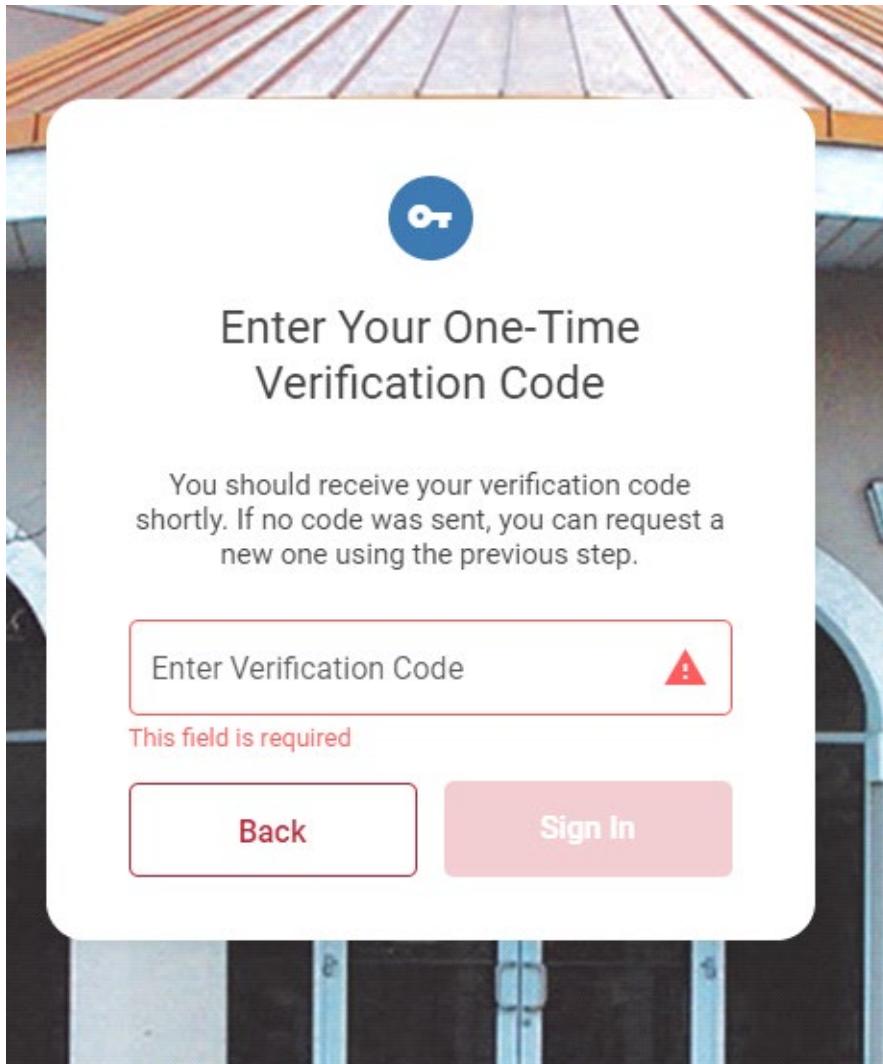 Enter Your One-Time
Verification Code
You should receive your verification code
shortly. If no code was sent, you can request a
new one using the previous step.
Enter Verification Code
This field is required
Back
Sign In